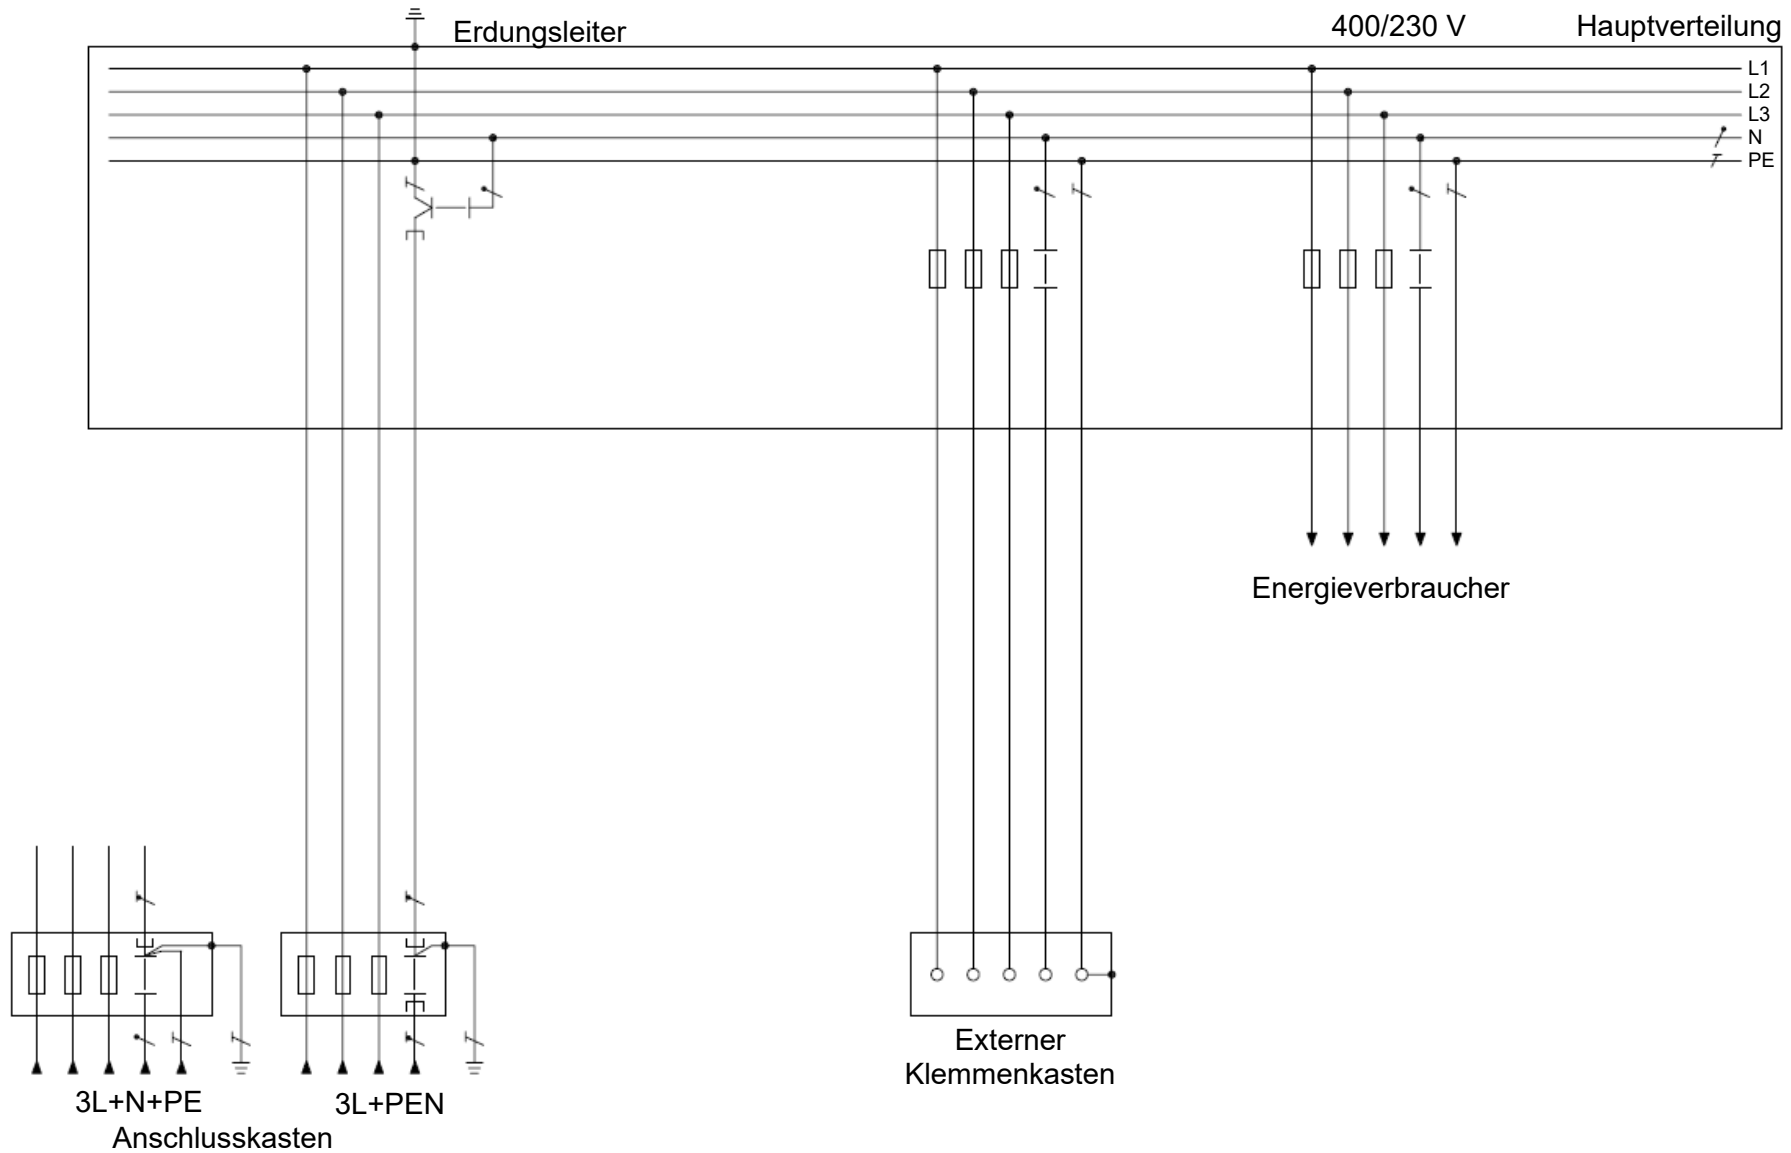 Erdungsleiter
400/230 V
Hauptverteilung
L1
L2
L3
N
PE
Energieverbraucher
Externer
Klemmenkasten
3L+N+PE
3L+PEN
Anschlusskasten